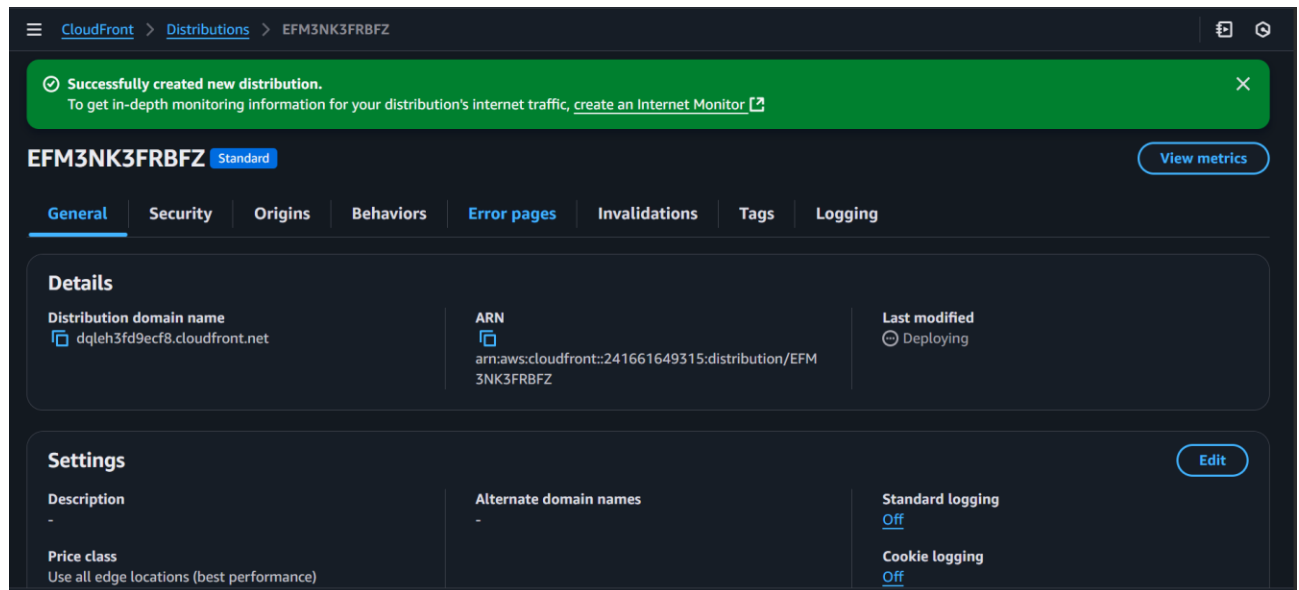 CloudFront > Distributions > EFM3NK3FRBFZ
Successfully created new distribution.
To get in-depth monitoring information for your distribution's internet traffic, create an Internet Monitor
EFM3NK3FRBFZ Standard
View metrics
General Security Origins Behaviors Error pages Invalidations Tags Logging
Details
Distribution domain name
dqleh3fd9ecf8.cloudfront.net
ARN
arn:aws:cloudfront::241661649315:distribution/EFM
3NK3FRBFZ
Last modified
Deploying
Settings
Edit
Description
-
Price class
Use all edge locations (best performance)
Alternate domain names
-
Standard logging
Off
Cookie logging
Off